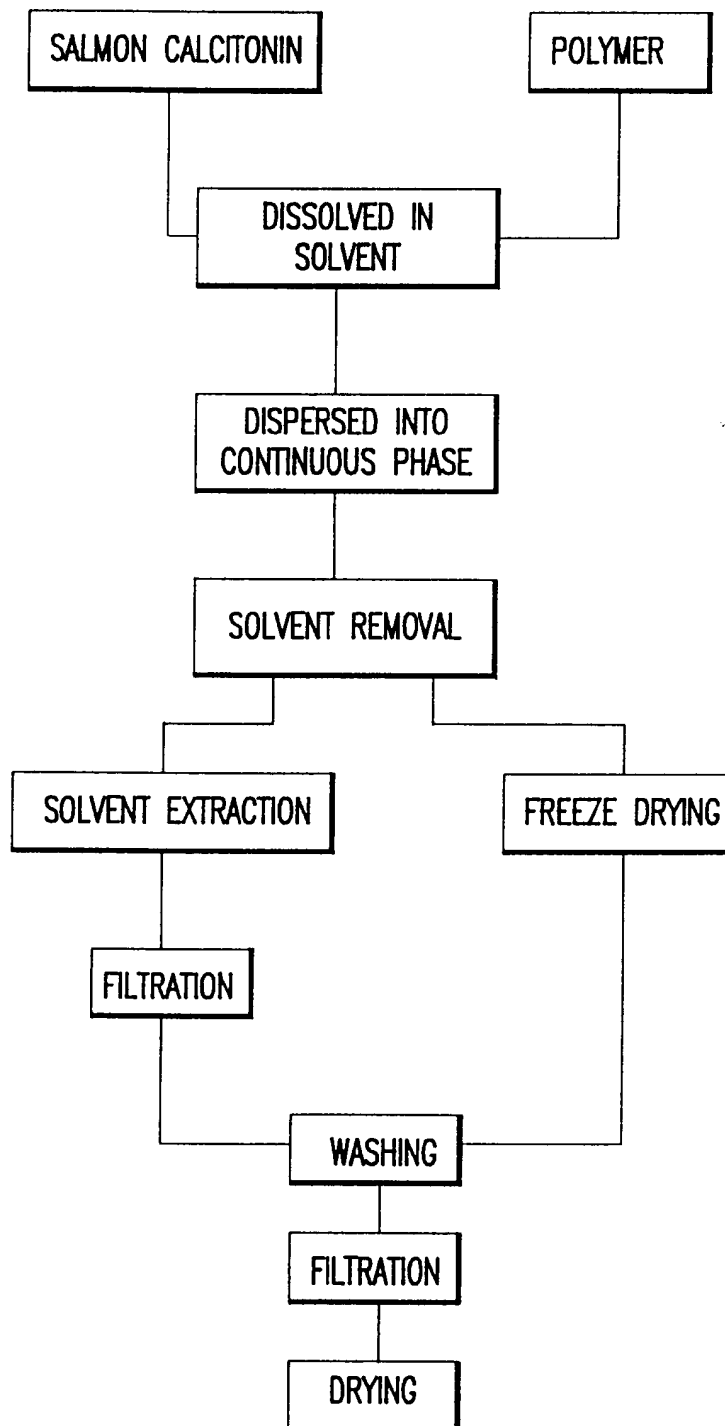 SALMON CALCITONIN
POLYMER
DISSOLVED IN
SOLVENT
DISPERSED INTO
CONTINUOUS PHASE
SOLVENT REMOVAL
SOLVENT EXTRACTION
FREEZE DRYING
FILTRATION
WASHING
FILTRATION
DRYING